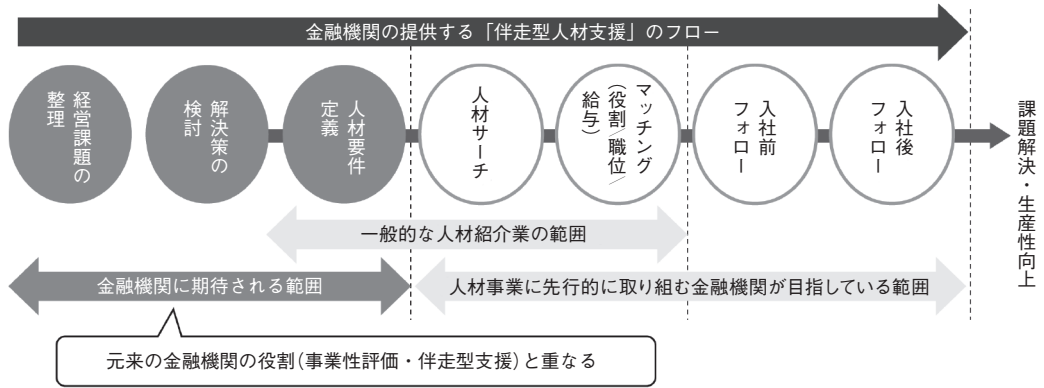 金融機関の提供する「伴走型人材支援」のフロー
経営課題の
整理
解決策の
検討
人材要件
定義
人材サーチ
マッチング
(役割/職位/
給与)
入社前
フォロー
入社後
フォロー
課題解決・生産性向上
一般的な人材紹介業の範囲
金融機関に期待される範囲
人材事業に先行的に取り組む金融機関が目指している範囲
元来の金融機関の役割(事業性評価・伴走型支援)と重なる